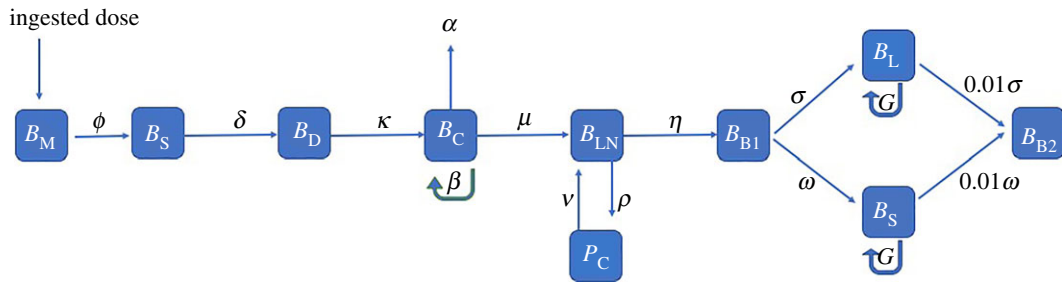 ingested dose
α
B_L
σ
0.01σ
G
B_M
ϕ
B_S
δ
B_D
κ
B_C
μ
B_LN
η
B_B1
B_B2
β
ω
0.01ω
ν
ρ
B_S
P_C
G